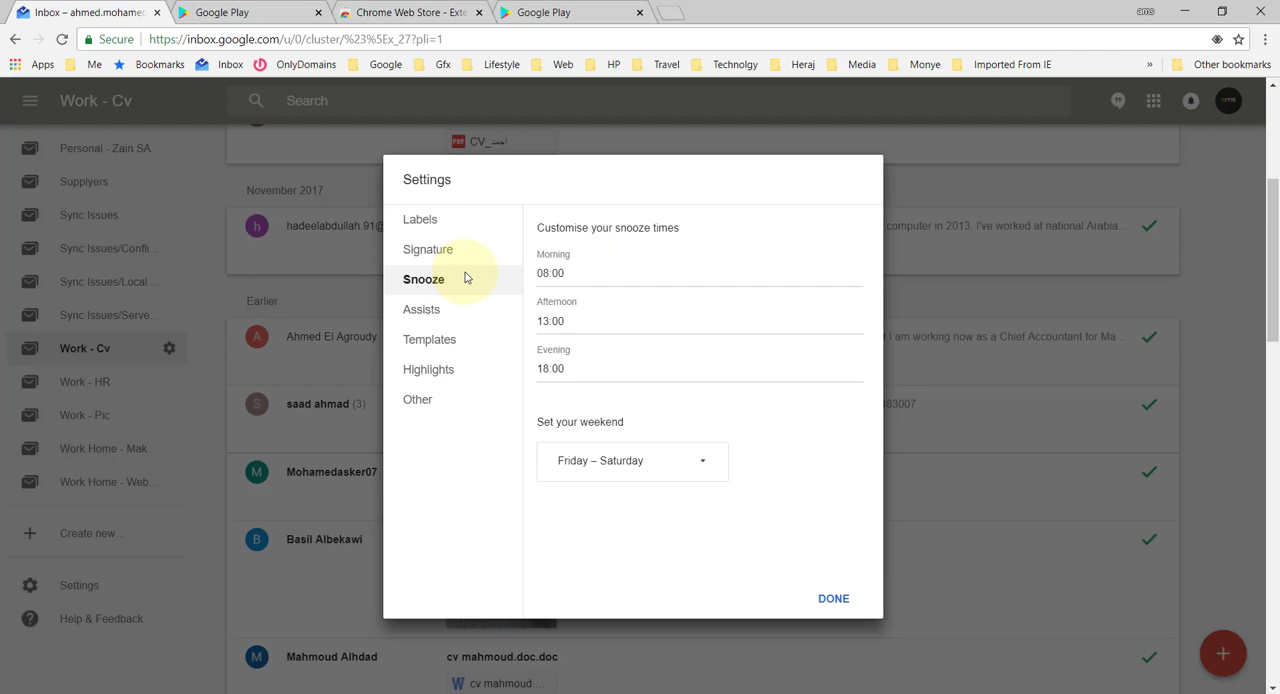 Inbox – ahmed.mohamed
Google Play
Chrome Web Store - Exte
Google Play
ams
Secure
https://inbox.google.com/u/0/cluster/%23%5Ex_27?pli=1
Apps
Me
Bookmarks
Inbox
OnlyDomains
Google
Gfx
Lifestyle
Web
HP
Travel
Technolgy
Heraj
Media
Monye
Imported From IE
»
Other bookmarks
Work - Cv
Search
Personal - Zain SA
Supplyers
Sync Issues
Sync Issues/Confli...
Sync Issues/Local ...
Sync Issues/Serve...
Work - Cv
Work - HR
Work - Pic
Work Home - Mak...
Work Home - Web...
Create new...
Settings
Help & Feedback
PDF
CV_احمد
November 2017
h
hadeelabdullah.91@
computer in 2013. I've worked at national Arabia...
Earlier
A
Ahmed El Agroudy
I am working now as a Chief Accountant for Ma...
S
saad ahmad (3)
383007
M
Mohamedasker07
B
Basil Albekawi
M
Mahmoud Alhdad
cv mahmoud.doc.doc
W
cv mahmoud....
Settings
Labels
Signature
Snooze
Assists
Templates
Highlights
Other
Customise your snooze times
Morning
08:00
Afternoon
13:00
Evening
18:00
Set your weekend
Friday – Saturday
DONE